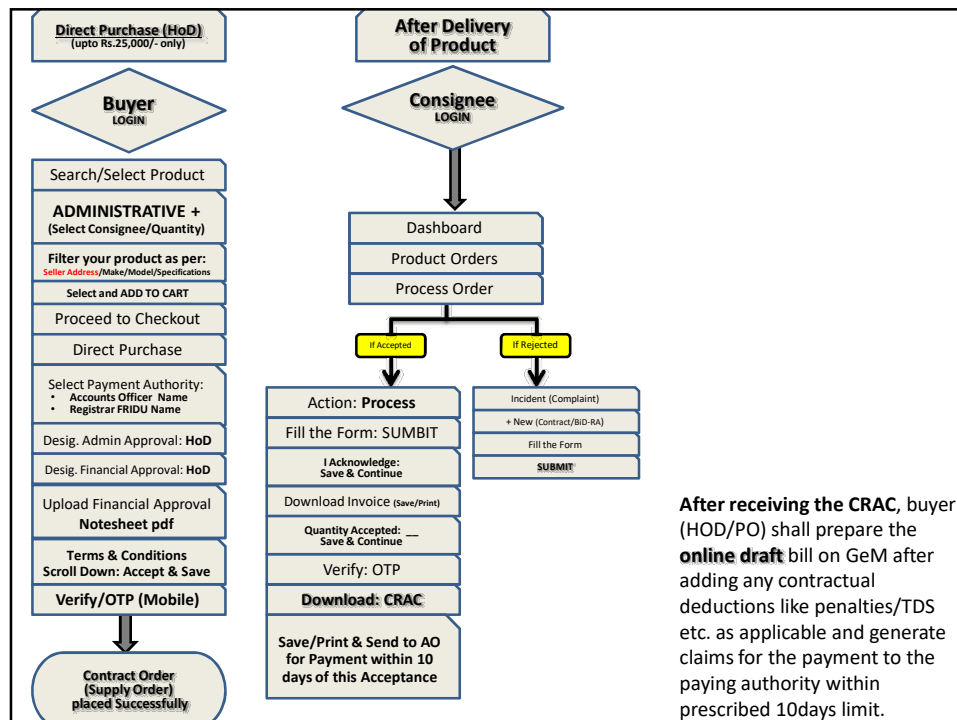 Direct Purchase (HoD)
(upto Rs.25,000/- only)
Buyer
LOGIN
Search/Select Product
ADMINISTRATIVE +
(Select Consignee/Quantity)
Filter your product as per:
Seller Address/Make/Model/Specifications
Select and ADD TO CART
Proceed to Checkout
Direct Purchase
Select Payment Authority:
• Accounts Officer Name
• Registrar FRIDU Name
Desig. Admin Approval: HoD
Desig. Financial Approval: HoD
Upload Financial Approval
Notesheet pdf
Terms & Conditions
Scroll Down: Accept & Save
Verify/OTP (Mobile)
Contract Order
(Supply Order)
placed Successfully
After Delivery
of Product
Consignee
LOGIN
Dashboard
Product Orders
Process Order
If Accepted
If Rejected
Action: Process
Fill the Form: SUMBIT
I Acknowledge:
Save & Continue
Download Invoice (Save/Print)
Quantity Accepted: __
Save & Continue
Verify: OTP
Download: CRAC
Save/Print & Send to AO
for Payment within 10
days of this Acceptance
Incident (Complaint)
+ New (Contract/BiD-RA)
Fill the Form
SUBMIT
After receiving the CRAC, buyer
(HOD/PO) shall prepare the
online draft bill on GeM after
adding any contractual
deductions like penalties/TDS
etc. as applicable and generate
claims for the payment to the
paying authority within
prescribed 10days limit.